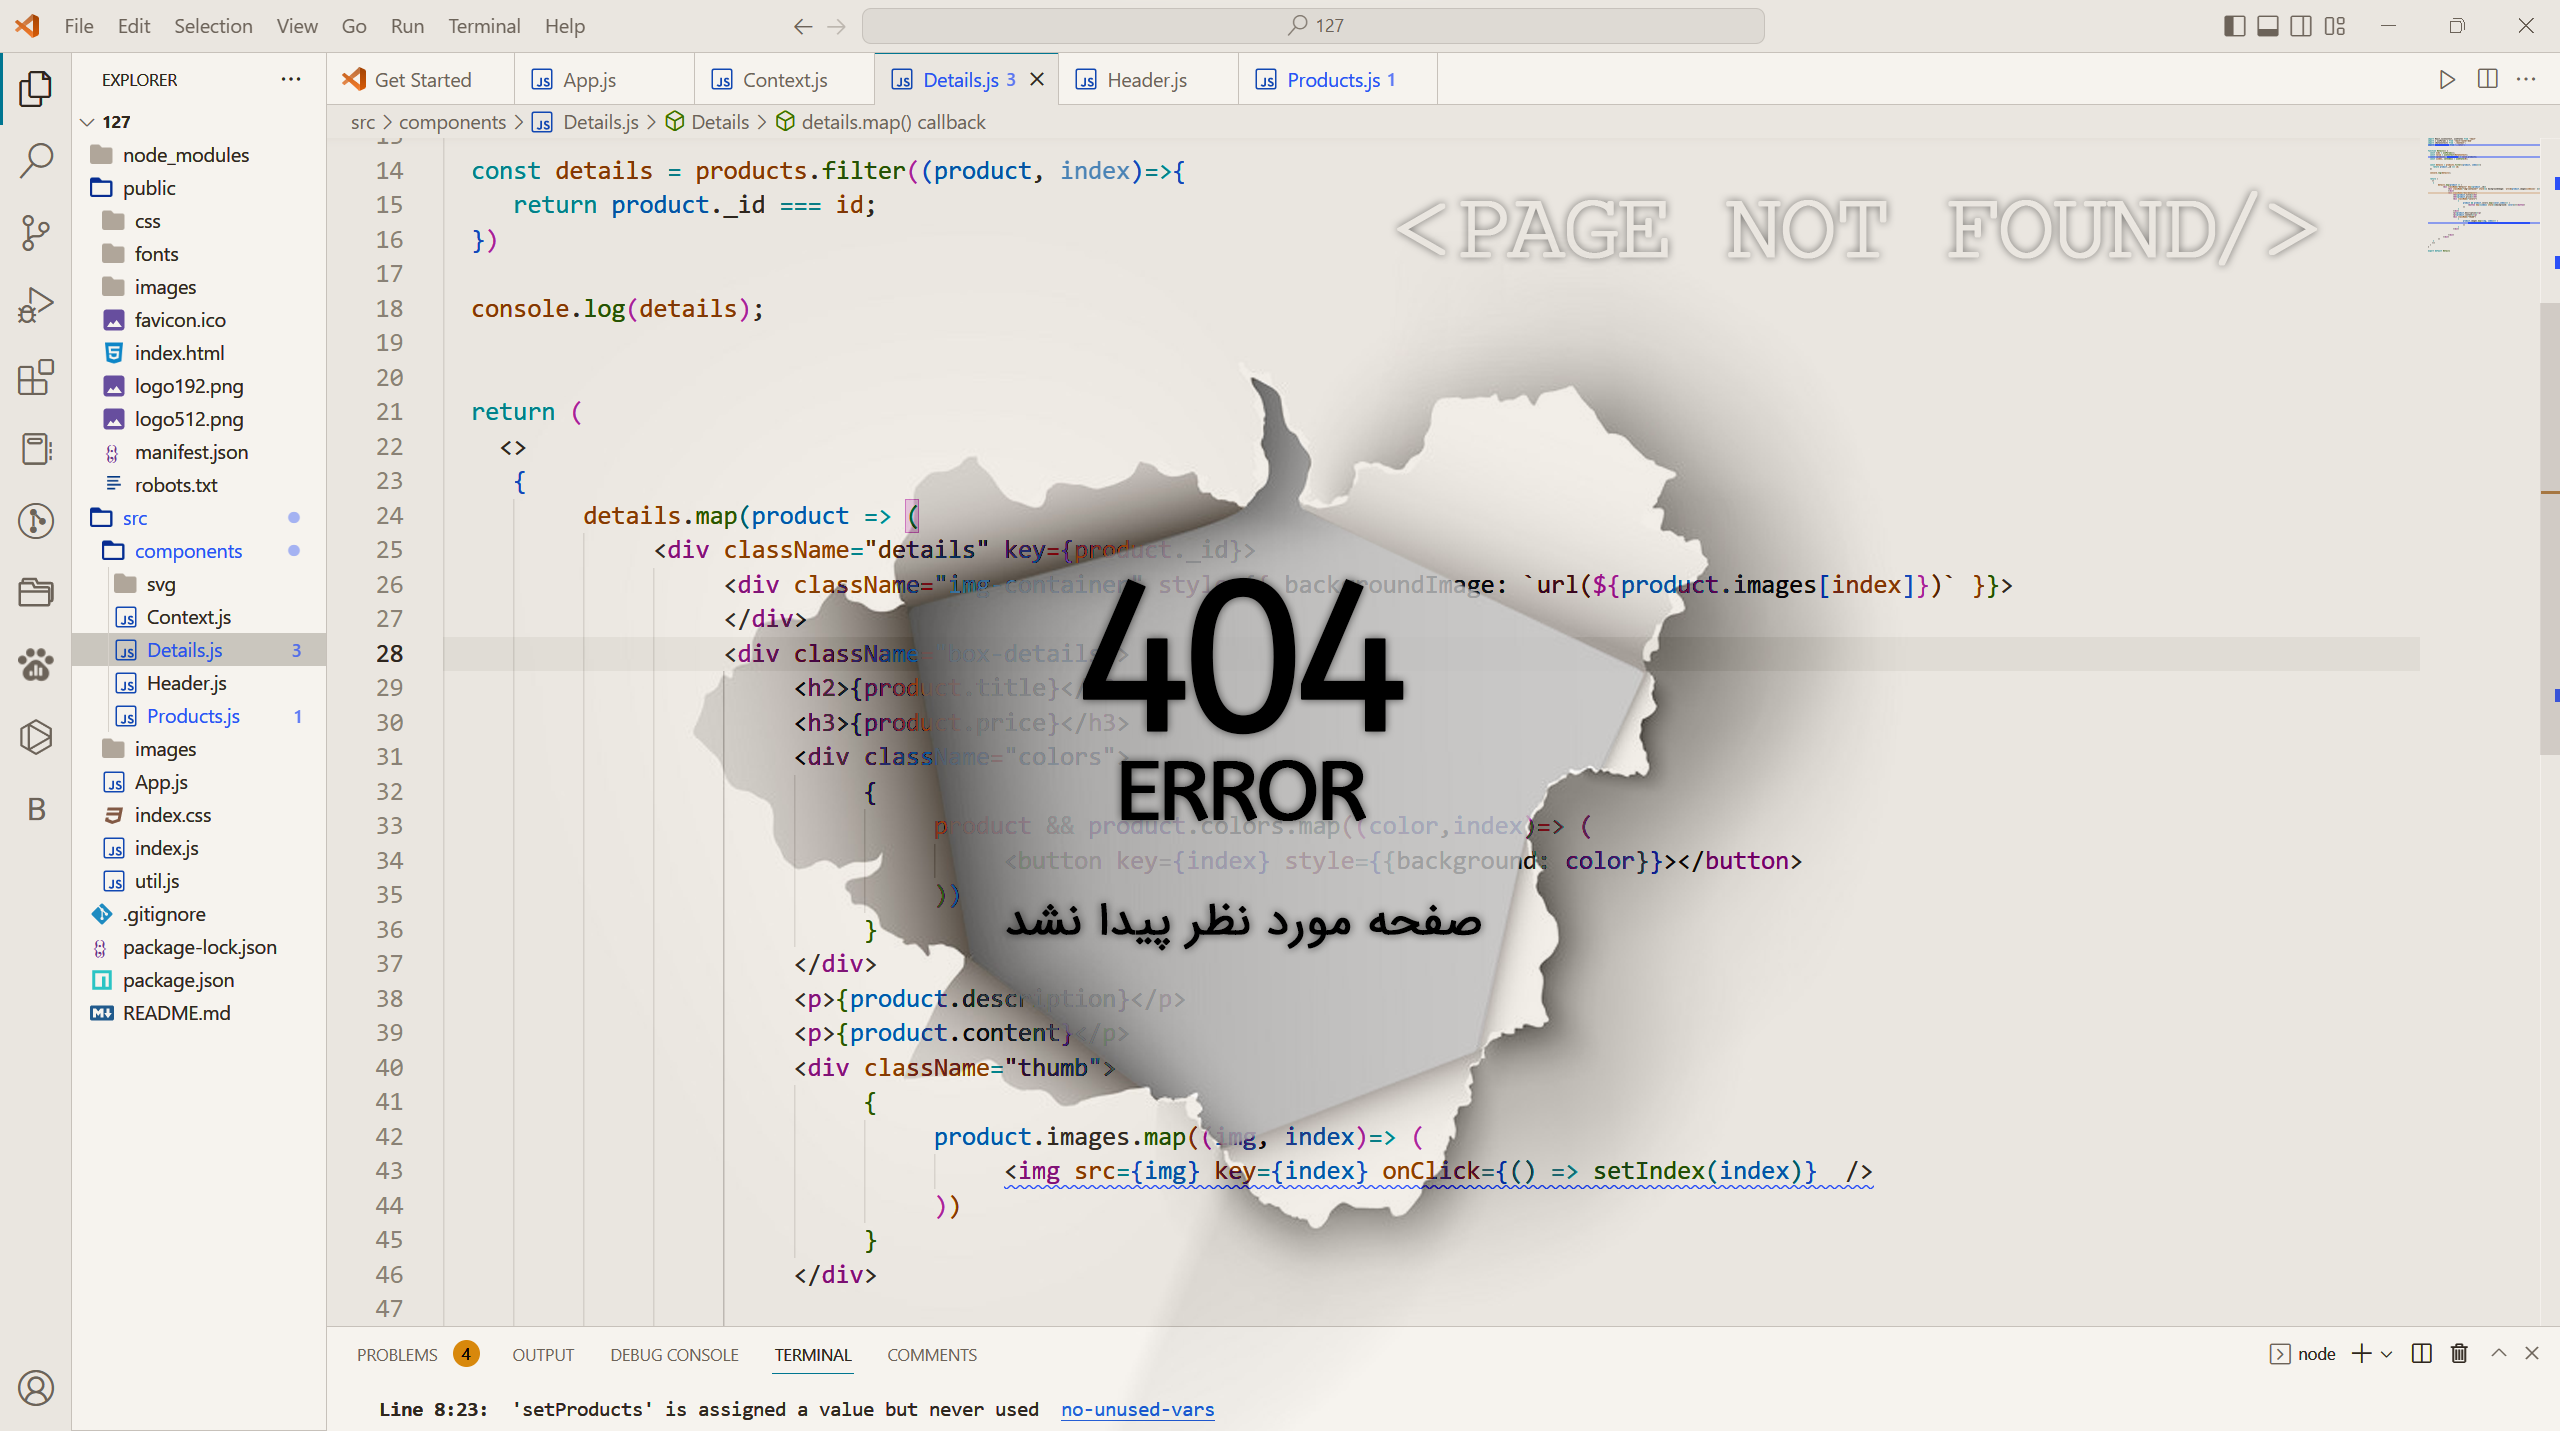 File Edit Selection View Go Run Terminal Help
127
EXPLORER
127
node_modules
public
css
fonts
images
favicon.ico
index.html
logo192.png
logo512.png
manifest.json
robots.txt
src
components
svg
Context.js
Details.js 3
Header.js
Products.js 1
images
App.js
index.css
index.js
util.js
.gitignore
package-lock.json
package.json
README.md
B
Get Started App.js Context.js Details.js 3 Header.js Products.js 1
src > components > Details.js > Details > details.map() callback
14 const details = products.filter((product, index)=>{
15 return product._id === id;
16 })
17
18 console.log(details);
19
20
21 return (
22 <>
23 {
24 details.map(product => (
25 <div className="details" key={product._id}>
26 <div className="img-container" style={{ backgroundImage: `url(${product.images[index]})` }}>
27 </div>
28 <div className="box-details">
29 <h2>{product.title}</
30 <h3>{product.price}</h3>
31 <div className="colors">
32 {
33 product && product.colors.map((color,index)=> (
34 <button key={index} style={{background: color}}></button>
35 ))
36 }
37 </div>
38 <p>{product.description}</p>
39 <p>{product.content}</p>
40 <div className="thumb">
41 {
42 product.images.map((img, index)=> (
43 <img src={img} key={index} onClick={() => setIndex(index)} />
44 ))
45 }
46 </div>
47
<PAGE NOT FOUND/>
404
ERROR
صفحه مورد نظر پیدا نشد
PROBLEMS 4 OUTPUT DEBUG CONSOLE TERMINAL COMMENTS
node
Line 8:23: 'setProducts' is assigned a value but never used no-unused-vars